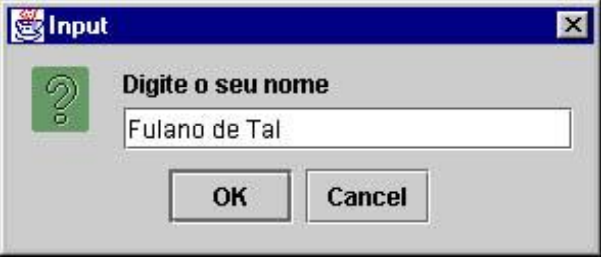 Input
Digite o seu nome
Fulano de Tal
OK Cancel